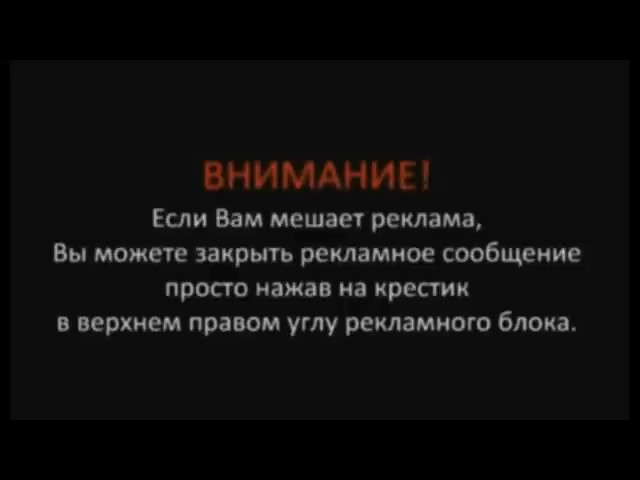 ВНИМАНИЕ!
Если Вам мешает реклама,
Вы можете закрыть рекламное сообщение
просто нажав на крестик
в верхнем правом углу рекламного блока.